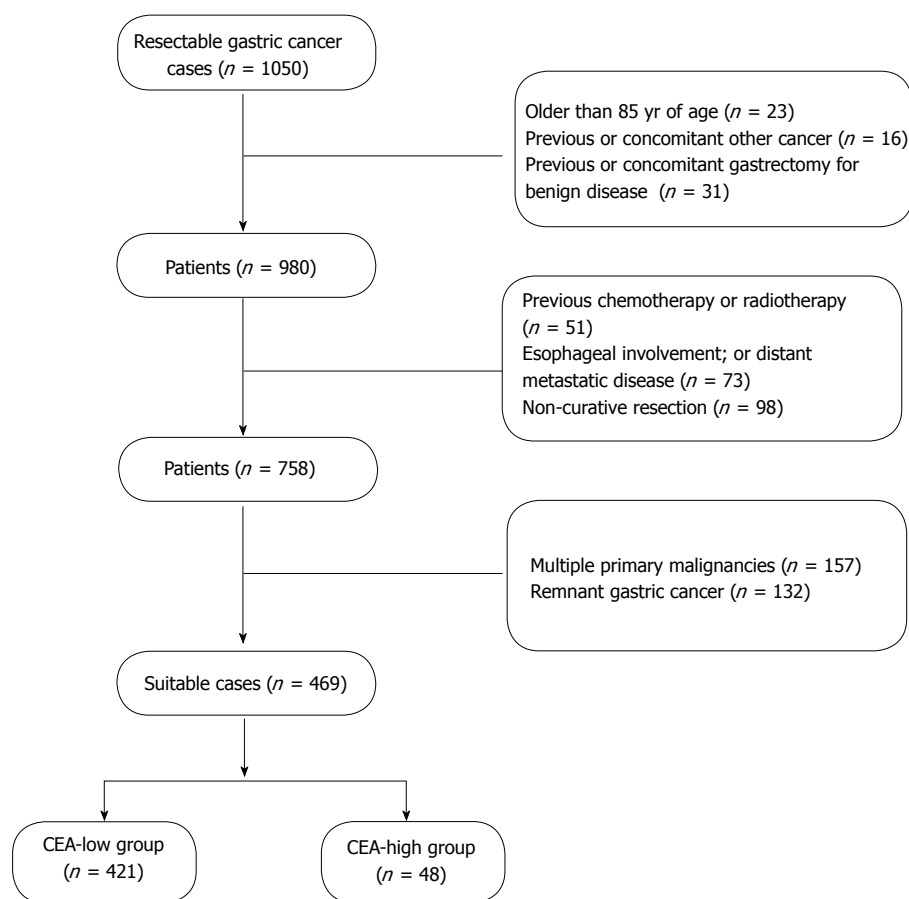 Resectable gastric cancer
cases (n = 1050)
Older than 85 yr of age (n = 23)
Previous or concomitant other cancer (n = 16)
Previous or concomitant gastrectomy for
benign disease (n = 31)
Patients (n = 980)
Previous chemotherapy or radiotherapy
(n = 51)
Esophageal involvement; or distant
metastatic disease (n = 73)
Non-curative resection (n = 98)
Patients (n = 758)
Multiple primary malignancies (n = 157)
Remnant gastric cancer (n = 132)
Suitable cases (n = 469)
CEA-low group
(n = 421)
CEA-high group
(n = 48)